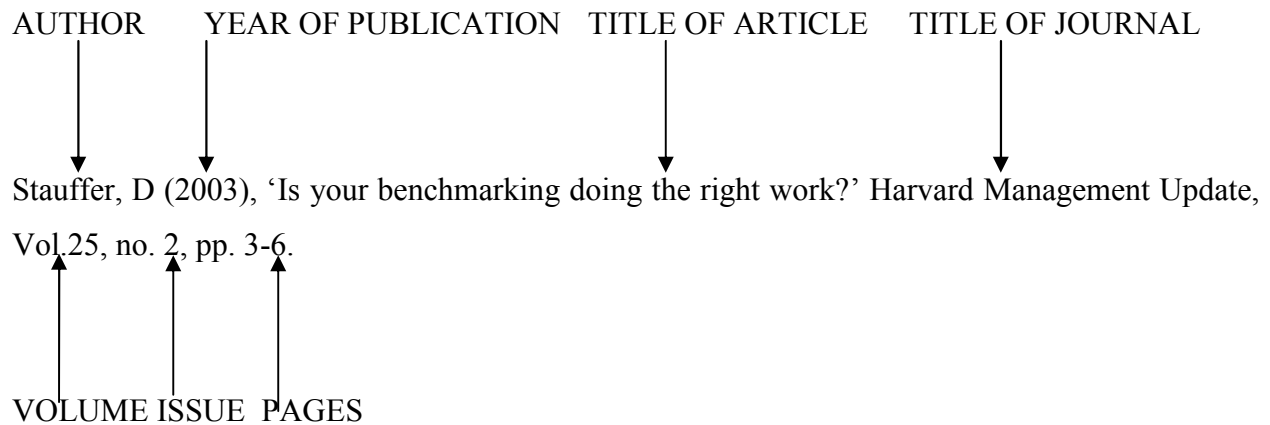 AUTHOR YEAR OF PUBLICATION TITLE OF ARTICLE TITLE OF JOURNAL
Stauffer, D (2003), ‘Is your benchmarking doing the right work?’ Harvard Management Update,
Vol.25, no. 2, pp. 3-6.
VOLUME ISSUE PAGES